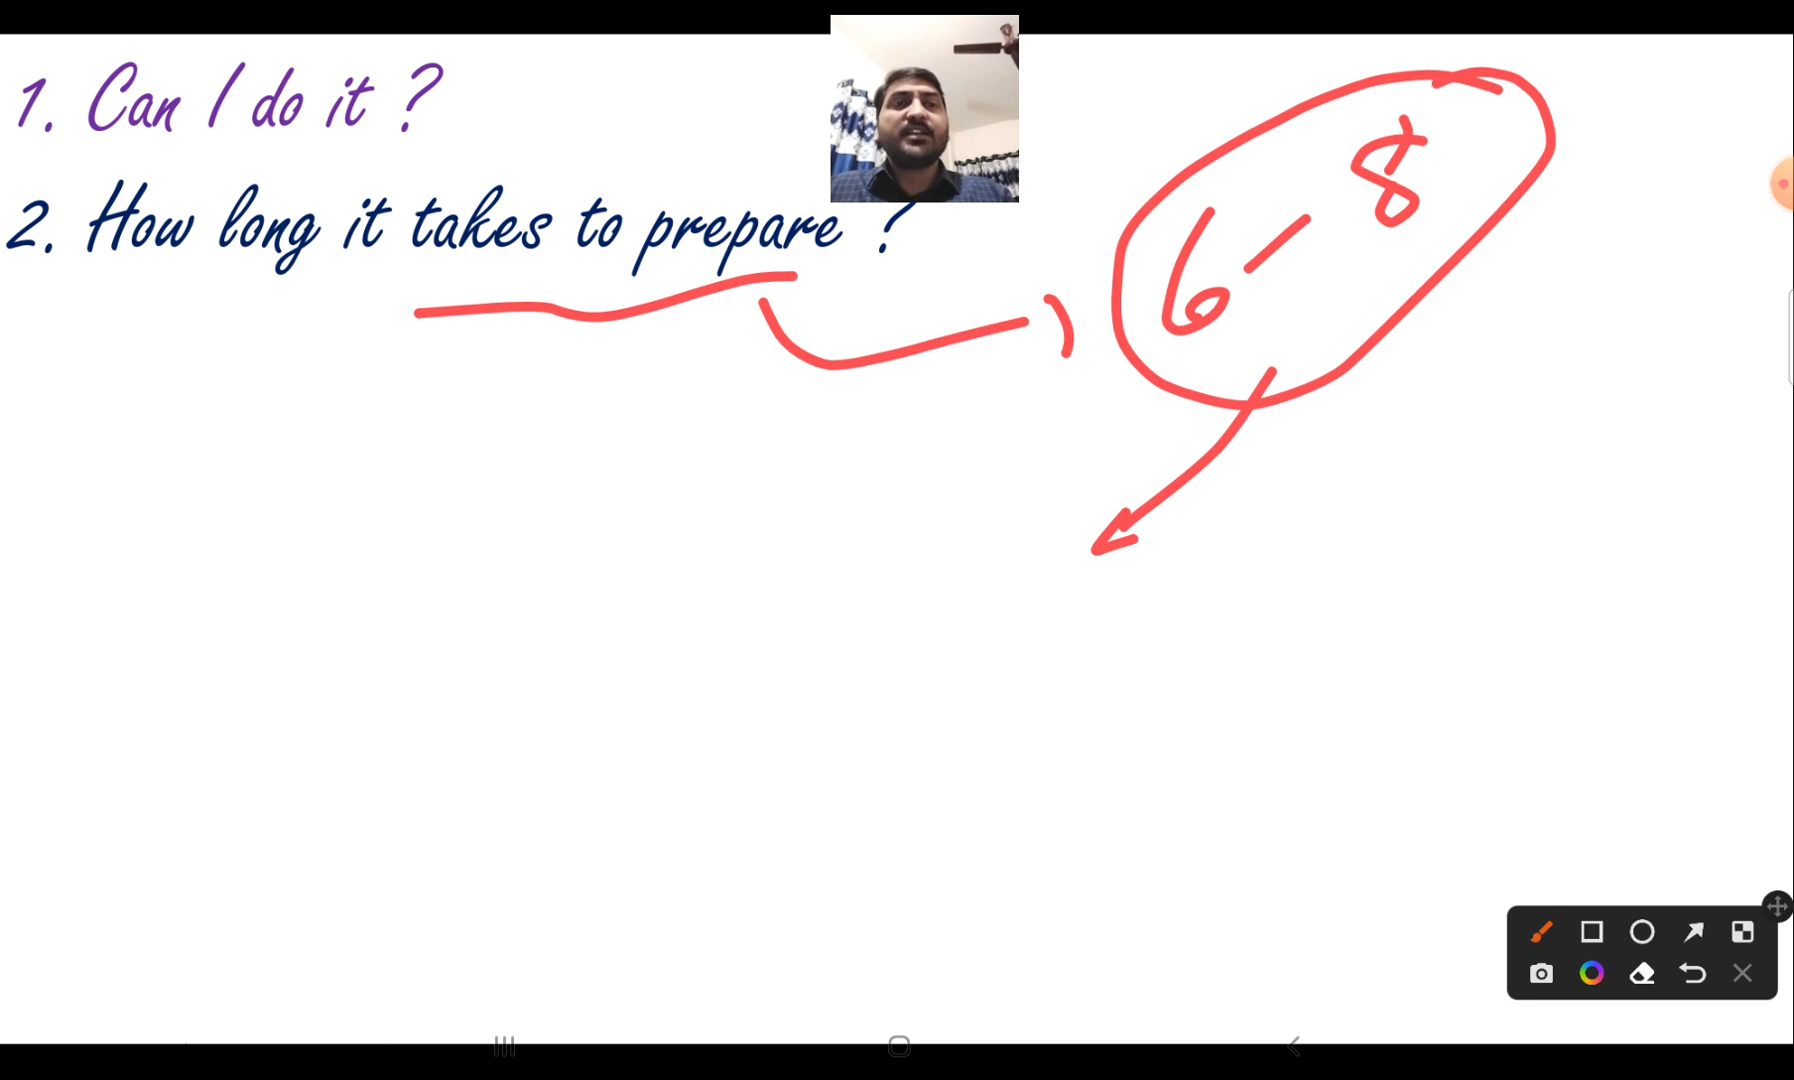 1. Can I do it ?
2. How long it takes to prepare ?
6 - 8